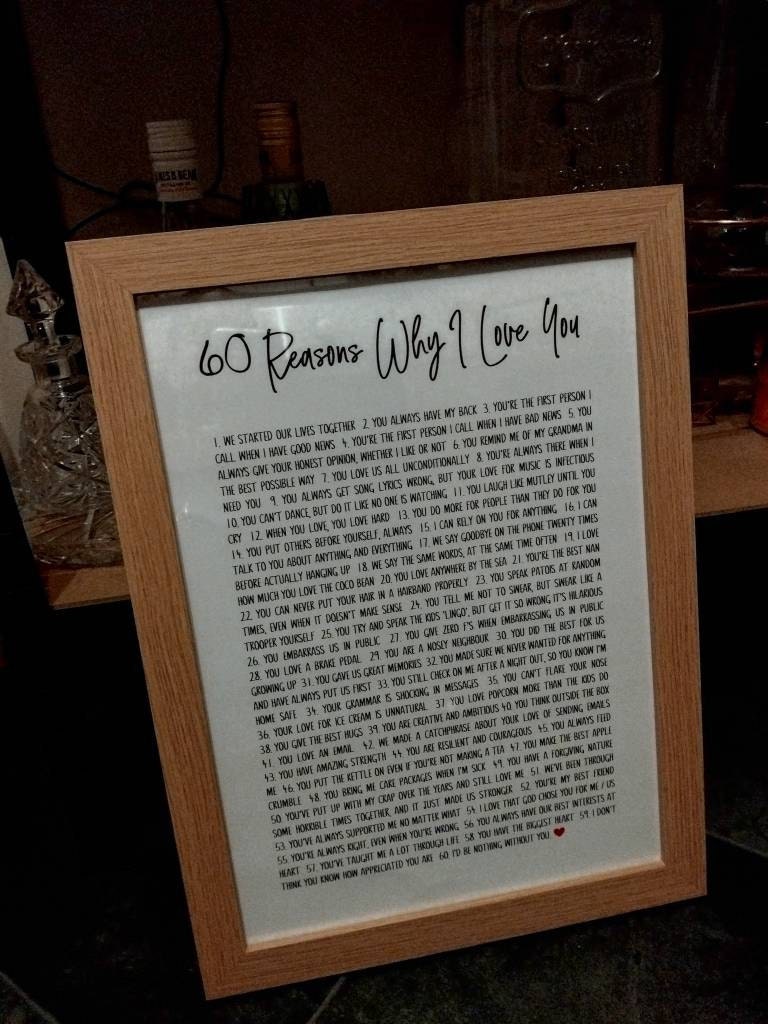 60 Reasons Why I Love You
1. WE STARTED OUR LIVES TOGETHER 2. YOU ALWAYS HAVE MY BACK 3. YOU'RE THE FIRST PERSON I
CALL WHEN I HAVE GOOD NEWS 4. YOU'RE THE FIRST PERSON I CALL WHEN I HAVE BAD NEWS 5. YOU
ALWAYS GIVE YOUR HONEST OPINION, WHETHER I LIKE OR NOT 6. YOU REMIND ME OF MY GRANDMA IN
THE BEST POSSIBLE WAY 7. YOU LOVE US ALL UNCONDITIONALLY 8. YOU'RE ALWAYS THERE WHEN I
NEED YOU 9. YOU ALWAYS GET SONG LYRICS WRONG, BUT YOUR LOVE FOR MUSIC IS INFECTIOUS
10. YOU CAN'T DANCE, BUT DO IT LIKE NO ONE IS WATCHING 11. YOU LAUGH LIKE MUTLEY UNTIL YOU
CRY 12. WHEN YOU LOVE, YOU LOVE HARD 13. YOU DO MORE FOR PEOPLE THAN THEY DO FOR YOU
14. YOU PUT OTHERS BEFORE YOURSELF, ALWAYS 15. I CAN RELY ON YOU FOR ANYTHING 16. I CAN
TALK TO YOU ABOUT ANYTHING AND EVERYTHING 17. WE SAY GOODBYE ON THE PHONE TWENTY TIMES
BEFORE ACTUALLY HANGING UP 18. WE SAY THE SAME WORDS, AT THE SAME TIME OFTEN 19. I LOVE
HOW MUCH YOU LOVE THE COCO BEAN 20. YOU LOVE ANYWHERE BY THE SEA 21. YOU'RE THE BEST NAN
22. YOU CAN NEVER PUT YOUR HAIR IN A HAIRBAND PROPERLY 23. YOU SPEAK PATOIS AT RANDOM
TIMES, EVEN WHEN IT DOESN'T MAKE SENSE 24. YOU TELL ME NOT TO SWEAR, BUT SWEAR LIKE A
TROOPER YOURSELF 25. YOU TRY AND SPEAK THE KIDS 'LINGO', BUT GET IT SO WRONG IT'S HILARIOUS
26. YOU EMBARRASS US IN PUBLIC 27. YOU GIVE ZERO F'S WHEN EMBARRASSING US IN PUBLIC
28. YOU LOVE A BRAKE PEDAL 29. YOU ARE A NOSEY NEIGHBOUR 30. YOU DID THE BEST FOR US
GROWING UP 31. YOU GAVE US GREAT MEMORIES 32. YOU MADE SURE WE NEVER WANTED FOR ANYTHING
AND HAVE ALWAYS PUT US FIRST 33. YOU STILL CHECK ON ME AFTER A NIGHT OUT, SO YOU KNOW I'M
HOME SAFE 34. YOUR GRAMMAR IS SHOCKING IN MESSAGES 35. YOU CAN'T FLARE YOUR NOSE
36. YOUR LOVE FOR ICE CREAM IS UNNATURAL 37. YOU LOVE POPCORN MORE THAN THE KIDS DO
38. YOU GIVE THE BEST HUGS 39. YOU ARE CREATIVE AND AMBITIOUS 40. YOU THINK OUTSIDE THE BOX
41. YOU LOVE AN EMAIL 42. WE MADE A CATCHPHRASE ABOUT YOUR LOVE OF SENDING EMAILS
43. YOU HAVE AMAZING STRENGTH 44. YOU ARE RESILIENT AND COURAGEOUS 45. YOU ALWAYS FEED
ME 46. YOU PUT THE KETTLE ON EVEN IF YOU'RE NOT MAKING A TEA 47. YOU MAKE THE BEST APPLE
CRUMBLE 48. YOU BRING ME CARE PACKAGES WHEN I'M SICK 49. YOU HAVE A FORGIVING NATURE
50. YOU'VE PUT UP WITH MY CRAP OVER THE YEARS AND STILL LOVE ME 51. WE'VE BEEN THROUGH
SOME HORRIBLE TIMES TOGETHER, AND IT JUST MADE US STRONGER 52. YOU'RE MY BEST FRIEND
53. YOU'VE ALWAYS SUPPORTED ME NO MATTER WHAT 54. I LOVE THAT GOD CHOSE YOU FOR ME / US
55. YOU'RE ALWAYS RIGHT, EVEN WHEN YOU'RE WRONG 56. YOU ALWAYS HAVE OUR BEST INTERESTS AT
HEART 57. YOU'VE TAUGHT ME A LOT THROUGH LIFE 58. YOU HAVE THE BIGGEST HEART 59. I DON'T
THINK YOU KNOW HOW APPRECIATED YOU ARE 60. I'D BE NOTHING WITHOUT YOU ❤